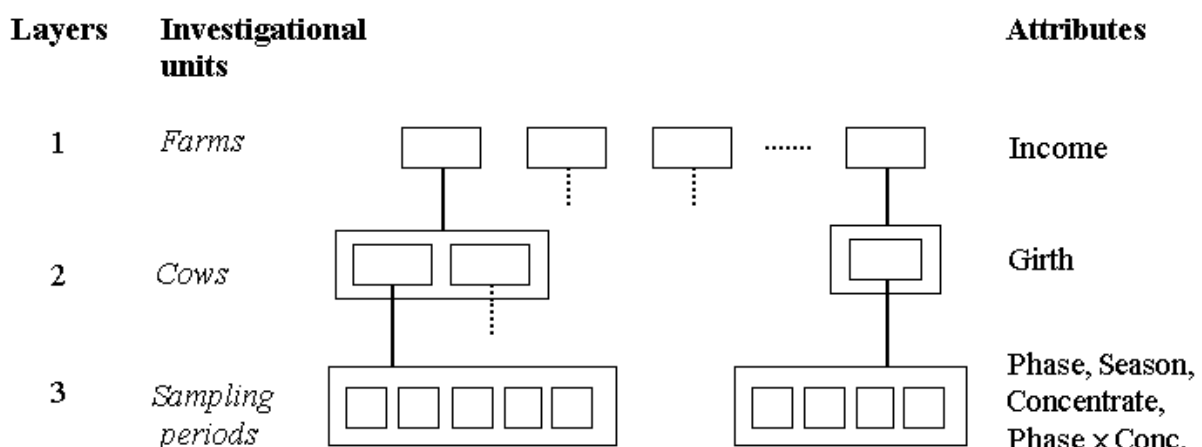 Layers Investigational units Attributes
1 Farms Income
2 Cows Girth
3 Sampling periods Phase, Season,
Concentrate,
Phase x Conc.